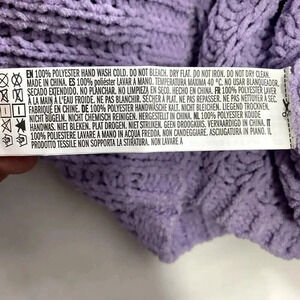 EN 100% POLYESTER HAND WASH COLD. DO NOT BLEACH. DRY FLAT. DO NOT IRON. DO NOT DRY CLEAN.
MADE IN CHINA. ES 100% poliéster LAVAR A MANO. TEMPERATURA MÁXIMA 40 °C. NO USAR BLANQUEADOR.
SECADO EXTENDIDO. NO PLANCHAR. NO LIMPIEZA EN SECO. HECHO EN CHINA. FR 100% POLYESTER LAVER
À LA MAIN À L'EAU FROIDE. NE PAS BLANCHIR. SÉCHER À PLAT. NE PAS REPASSER.
NE PAS NETTOYER À SEC. FABRIQUÉ EN CHINE. DE 100% POLYESTER HANDWÄSCHE KALT. NICHT BLEICHEN. LIEGEND
NICHT BÜGELN. NICHT CHEMISCH REINIGEN. IN CHINA HERGESTELLT. NL 100% POLYESTER KOUDE
HANDWAS. NIET BLEKEN. PLAT DROGEN. NIET STRIJKEN. GEEN DROOGKUIS. VERVAARDIGD IN CHINA. IT
POLIESTERE LAVARE A MANO IN ACQUA FREDDA. NON CANDEGGIARE. ASCIUGATURA IN PIANO.
PRODOTTO TESSILE NON SOPPORTA LA STIRATURA. NON LAVARE A